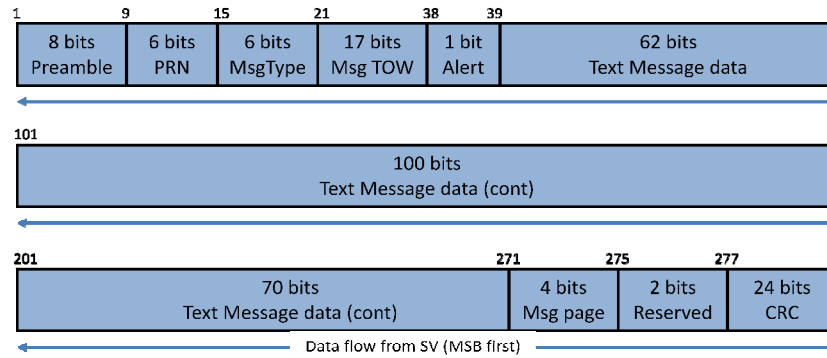 1 9 15 21 38 39
8 bits 6 bits 6 bits 17 bits 1 bit 62 bits
Preamble PRN MsgType Msg TOW Alert Text Message data
101
100 bits
Text Message data (cont)
201 271 275 277
70 bits 4 bits 2 bits 24 bits
Text Message data (cont) Msg page Reserved CRC
Data flow from SV (MSB first)